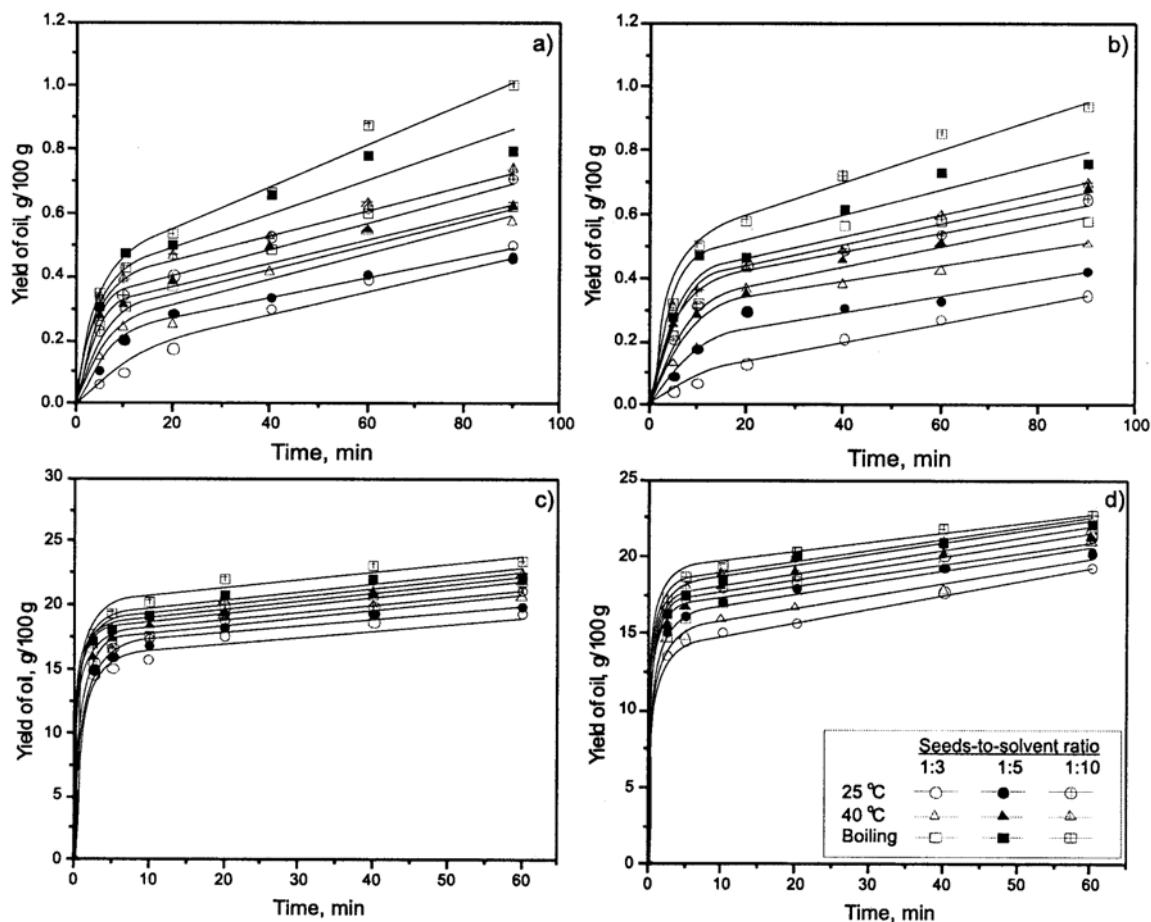 a)
Yield of oil, g/100 g
1.2
1.0
0.8
0.6
0.4
0.2
0.0
0 20 40 60 80 100
Time, min
b)
Yield of oil, g/100 g
1.2
1.0
0.8
0.6
0.4
0.2
0.0
0 20 40 60 80 100
Time, min
c)
Yield of oil, g/100 g
30
25
20
15
10
5
0
0 10 20 30 40 50 60
Time, min
d)
Yield of oil, g/100 g
25
20
15
10
5
0
0 10 20 30 40 50 60
Time, min
Seeds-to-solvent ratio
1:3 1:5 1:10
25 °C
40 °C
Boiling